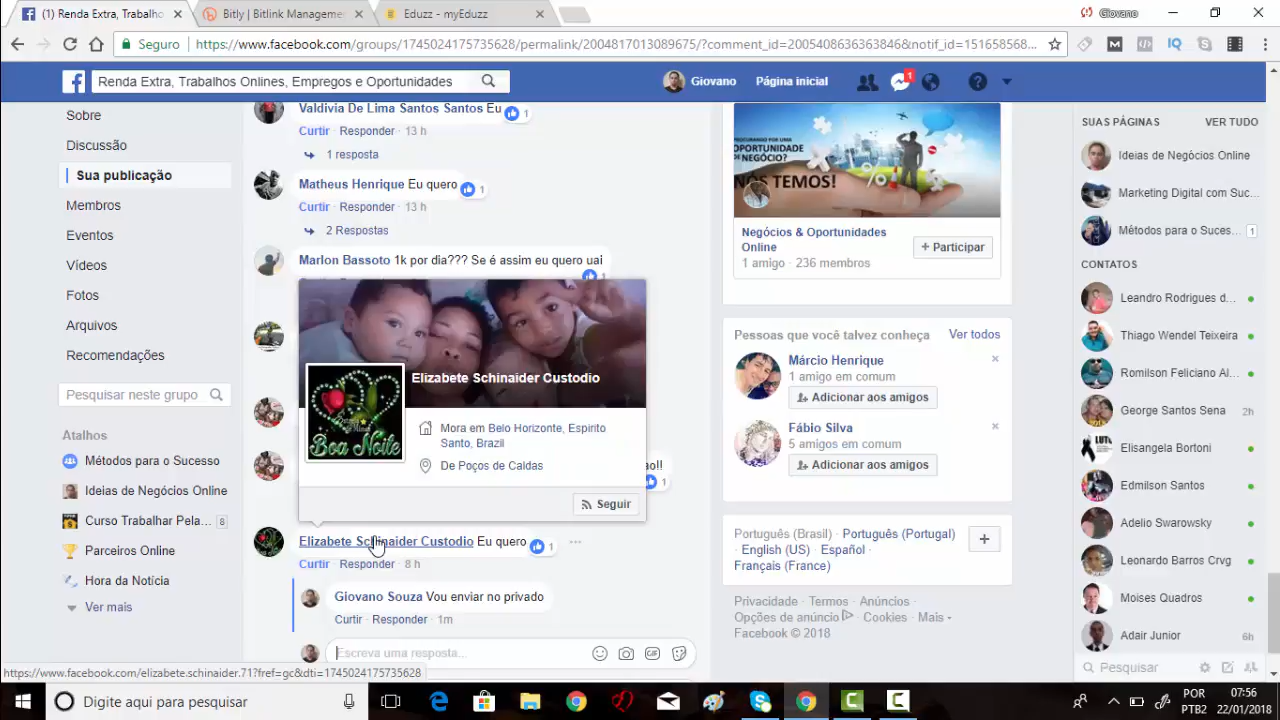 (1) Renda Extra, Trabalho
Bitly | Bitlink Manageme
Eduzz - myEduzz
Giovano
Seguro
https://www.facebook.com/groups/1745024175735628/permalink/2004817013089675/?comment_id=2005408636363846&notif_id=151658568...
Renda Extra, Trabalhos Onlines, Empregos e Oportunidades
Giovano
Página inicial
1
Sobre
Discussão
Sua publicação
Membros
Eventos
Vídeos
Fotos
Arquivos
Recomendações
Pesquisar neste grupo
Atalhos
Métodos para o Sucesso
Ideias de Negócios Online
Curso Trabalhar Pela... 8
Parceiros Online
Hora da Notícia
Ver mais
Valdivia De Lima Santos Santos Eu 1
Curtir · Responder · 13 h
1 resposta
Matheus Henrique Eu quero 1
Curtir · Responder · 13 h
2 Respostas
Marlon Bassoto 1k por dia??? Se é assim eu quero uai
1
Elizabete Schinaider Custodio
Boa Noite
Mora em Belo Horizonte, Espirito
Santo, Brazil
De Poços de Caldas
Seguir
ao!!
1
Elizabete Schinaider Custodio Eu quero 1
Curtir · Responder · 8 h
Giovano Souza Vou enviar no privado
Curtir · Responder · 1m
Escreva uma resposta...
PROCURANDO POR UMA
OPORTUNIDADE
DE NEGÓCIO?
NÓS TEMOS!
Negócios & Oportunidades
Online
1 amigo · 236 membros
+ Participar
Pessoas que você talvez conheça
Ver todos
Márcio Henrique
1 amigo em comum
Adicionar aos amigos
Fábio Silva
5 amigos em comum
Adicionar aos amigos
Português (Brasil) · Português (Portugal)
· English (US) · Español ·
Français (France)
Privacidade · Termos · Anúncios ·
Opções de anúncio · Cookies · Mais
Facebook © 2018
SUAS PÁGINAS
VER TUDO
Ideias de Negócios Online
Marketing Digital com Suc...
Métodos para o Suces... 1
CONTATOS
Leandro Rodrigues d...
Thiago Wendel Teixeira
Romilson Feliciano Al...
George Santos Sena 2h
Elisangela Bortoni
Edmilson Santos
Adelio Swarowsky
Leonardo Barros Crvg
Moises Quadros
Adair Junior 6h
Pesquisar
https://www.facebook.com/elizabete.schinaider.71?fref=gc&dti=1745024175735628
Digite aqui para pesquisar
POR
PTB2
07:56
22/01/2018